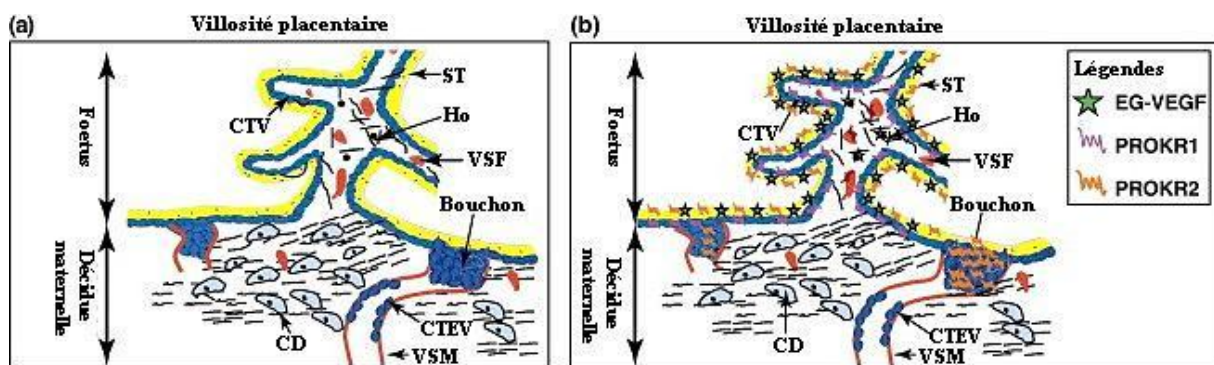 (a)
Villosité placentaire
Foetus
Décidue
maternelle
ST
CTV
Ho
VSF
Bouchon
CTEV
CD
VSM
(b)
Villosité placentaire
Foetus
Décidue
maternelle
ST
CTV
Ho
VSF
Bouchon
CTEV
CD
VSM
Légendes
EG-VEGF
PROKR1
PROKR2